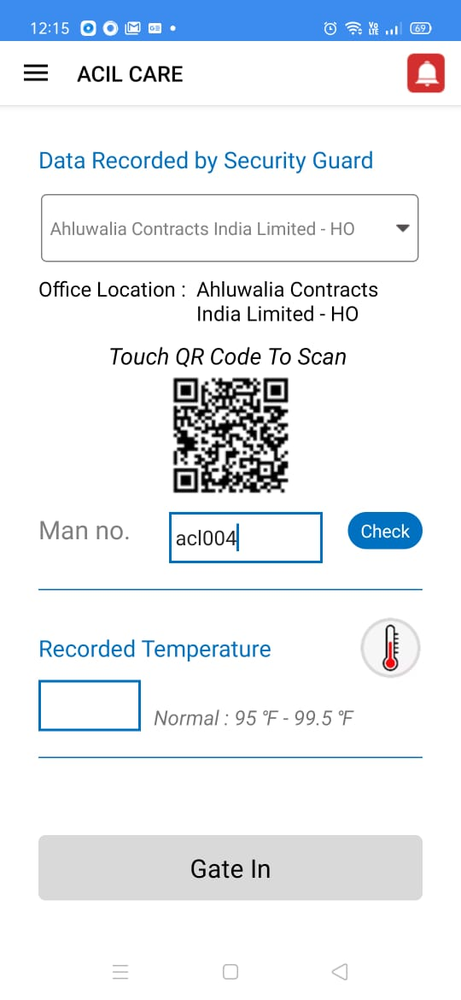 12:15
VO LTE 69
ACIL CARE
Data Recorded by Security Guard
Ahluwalia Contracts India Limited - HO
Office Location : Ahluwalia Contracts
India Limited - HO
Touch QR Code To Scan
Man no. acl004 Check
Recorded Temperature
Normal : 95 °F - 99.5 °F
Gate In